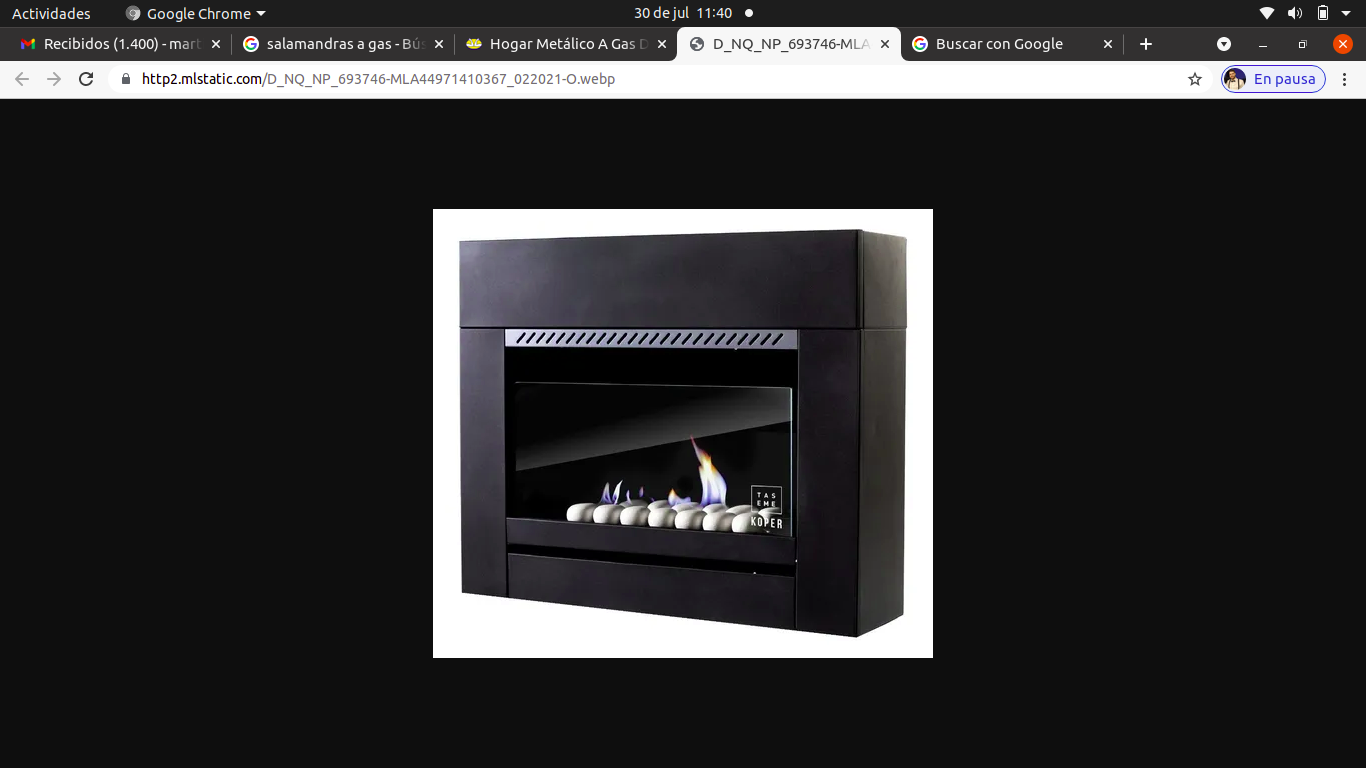 Actividades
Google Chrome
30 de jul 11:40
Recibidos (1.400) - mart
salamandras a gas - Bús
Hogar Metálico A Gas D
D_NQ_NP_693746-MLA
Buscar con Google
http2.mlstatic.com/D_NQ_NP_693746-MLA44971410367_022021-O.webp
En pausa
TAS
EME
KOPER